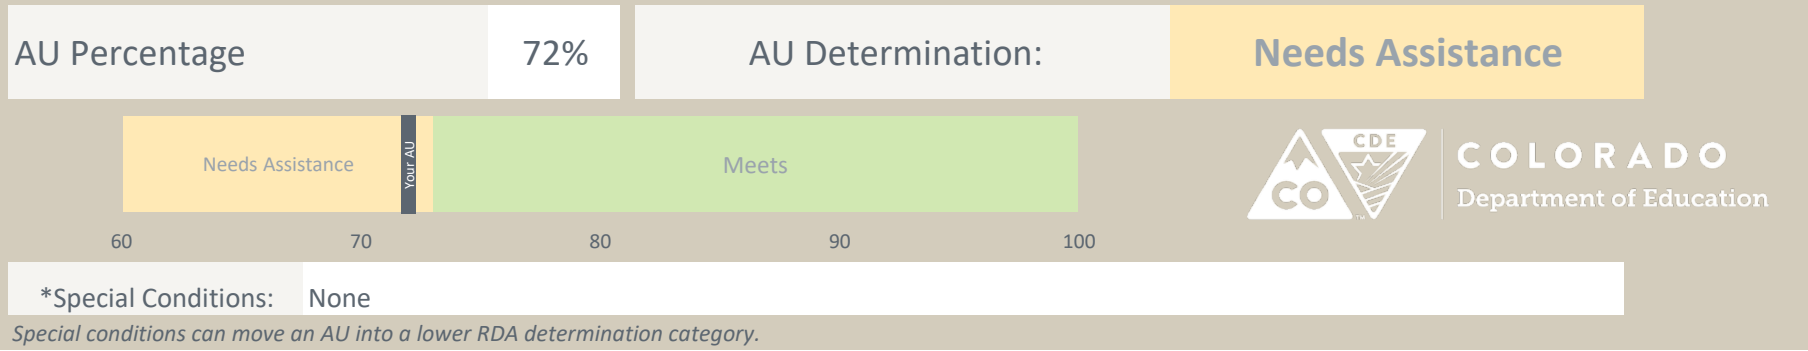 AU Percentage 72% AU Determination: Needs Assistance
Needs Assistance Your AU Meets
CDE
CO
TM
COLORADO
Department of Education
60 70 80 90 100
*Special Conditions: None
Special conditions can move an AU into a lower RDA determination category.